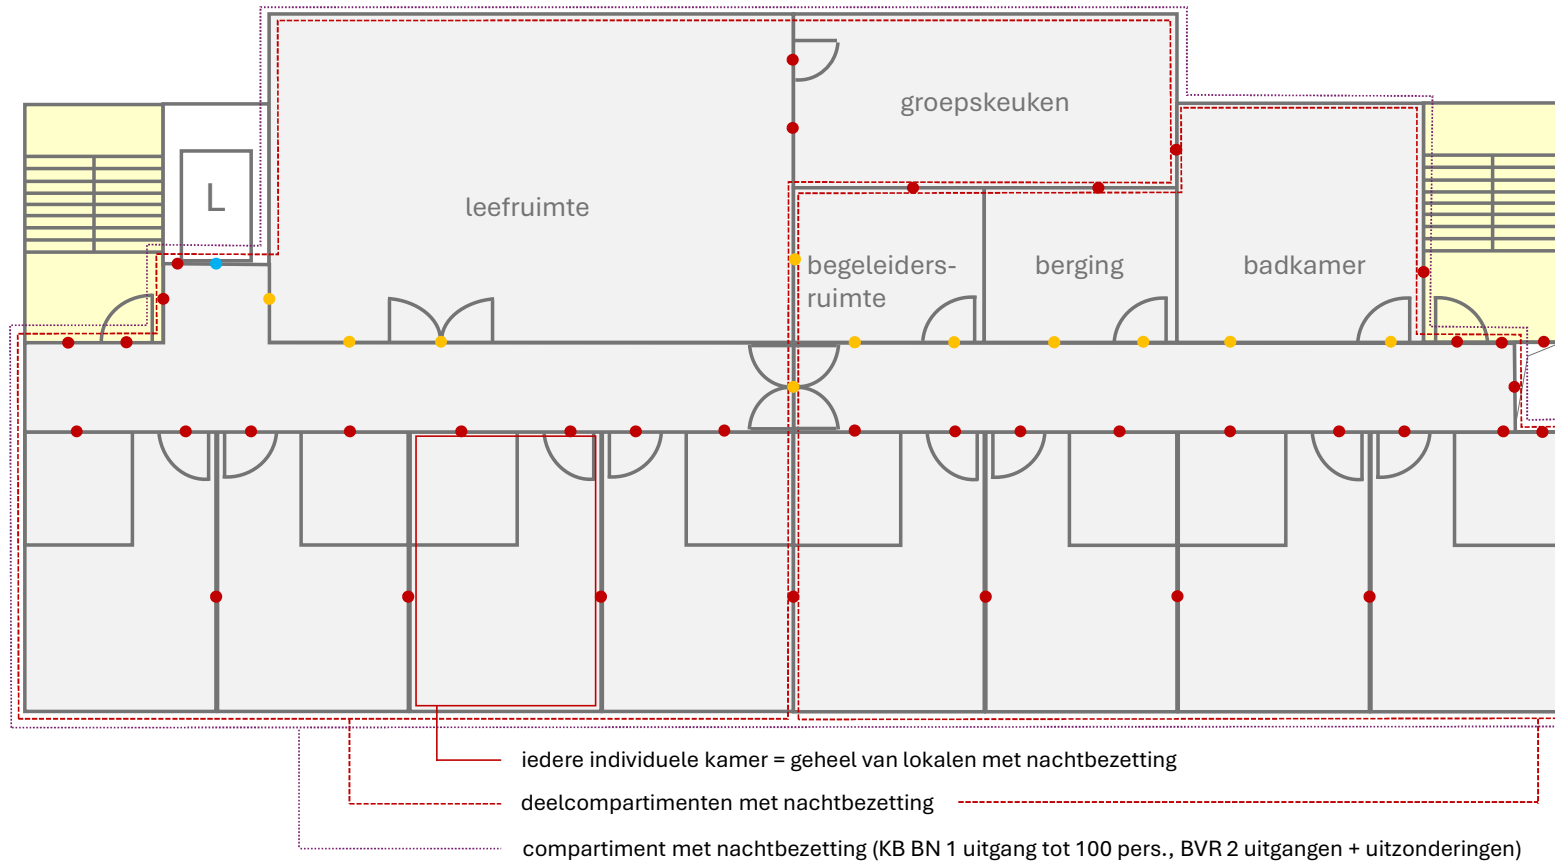 groepskeuken
L
leefruimte
begeleiders-
ruimte
berging
badkamer
iedere individuele kamer = geheel van lokalen met nachtbezetting
deelcompartimenten met nachtbezetting
compartiment met nachtbezetting (KB BN 1 uitgang tot 100 pers., BVR 2 uitgangen + uitzonderingen)